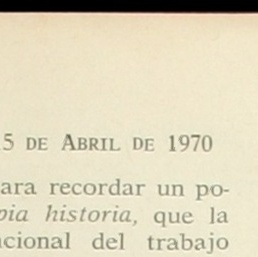 5 DE ABRIL DE 1970
ara recordar un po-
pia historia, que la
acional del trabajo